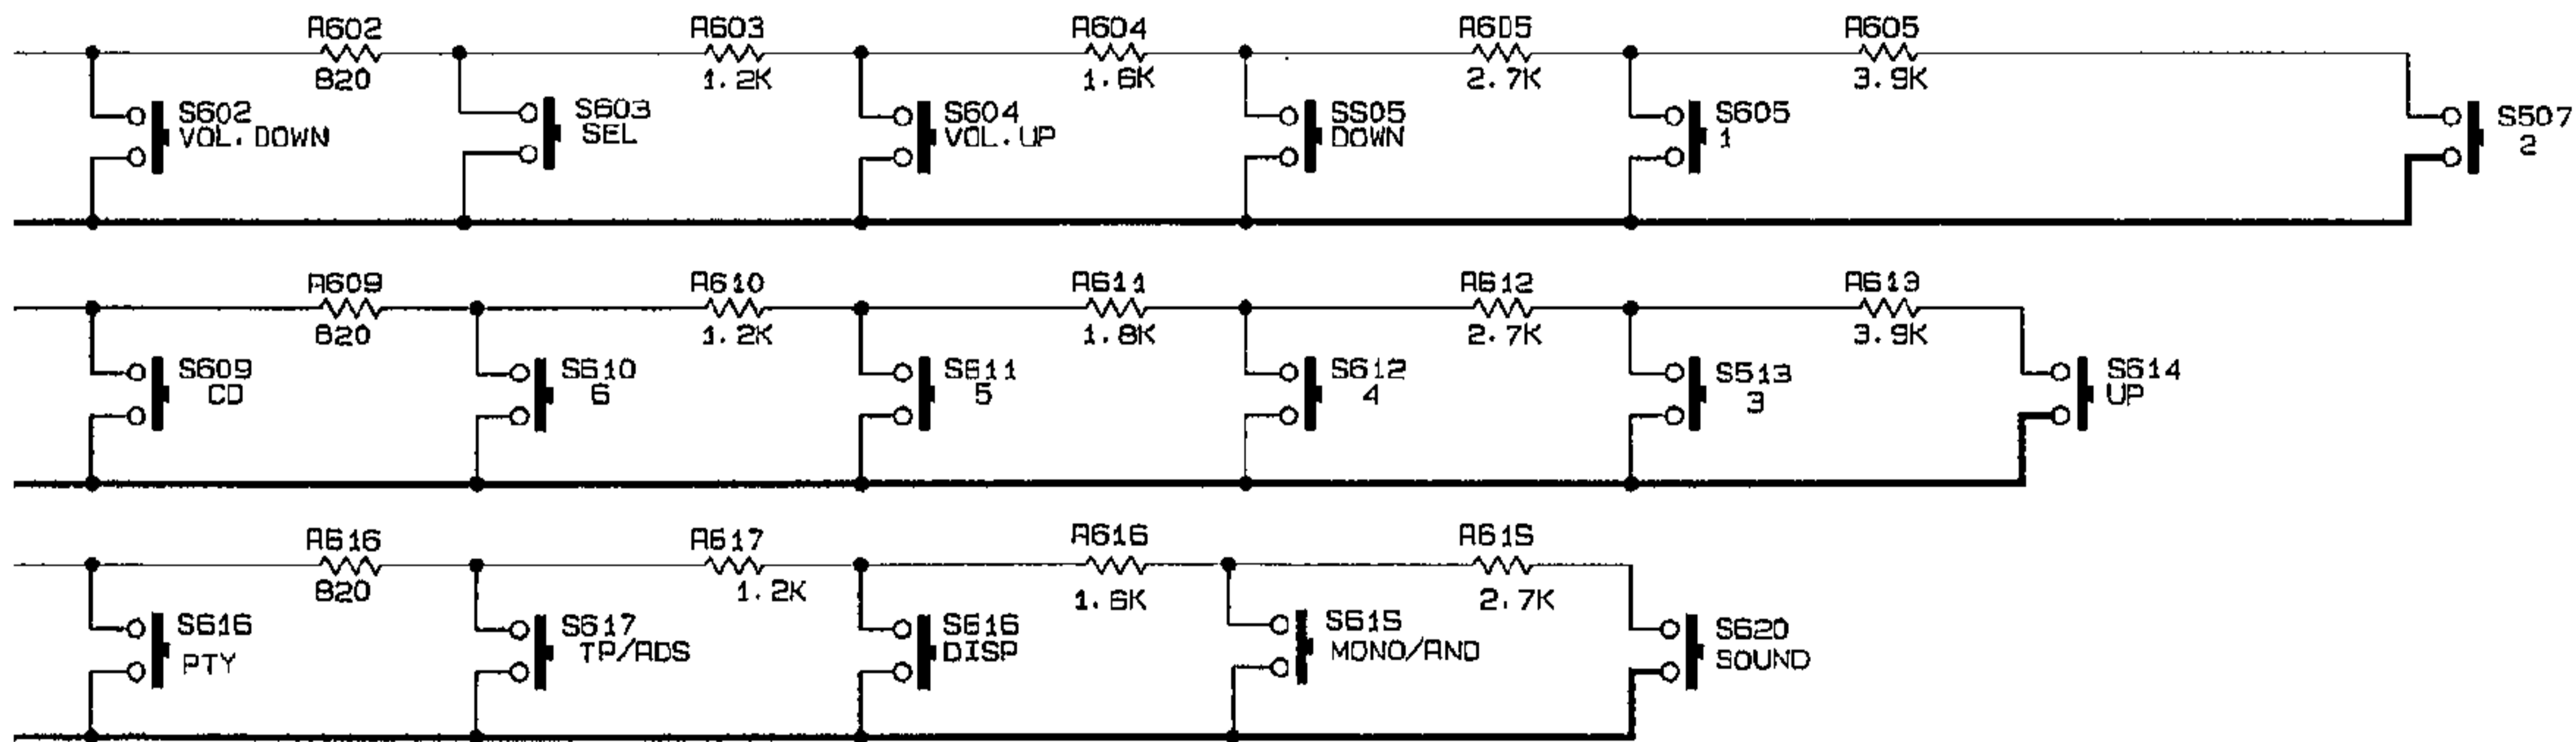 R602
R603
R604
R605
R605
820
1.2K
1.6K
2.7K
3.9K
S602
VOL. DOWN
S603
SEL
S604
VOL. UP
SS05
DOWN
S605
1
S507
2
R609
R610
R611
R612
R613
820
1.2K
1.8K
2.7K
3.9K
S609
CD
S610
6
S611
5
S612
4
S513
3
S614
UP
R616
R617
R616
R615
820
1.2K
1.6K
2.7K
S616
PTY
S617
TP/RDS
S616
DISP
S615
MONO/RND
S620
SOUND